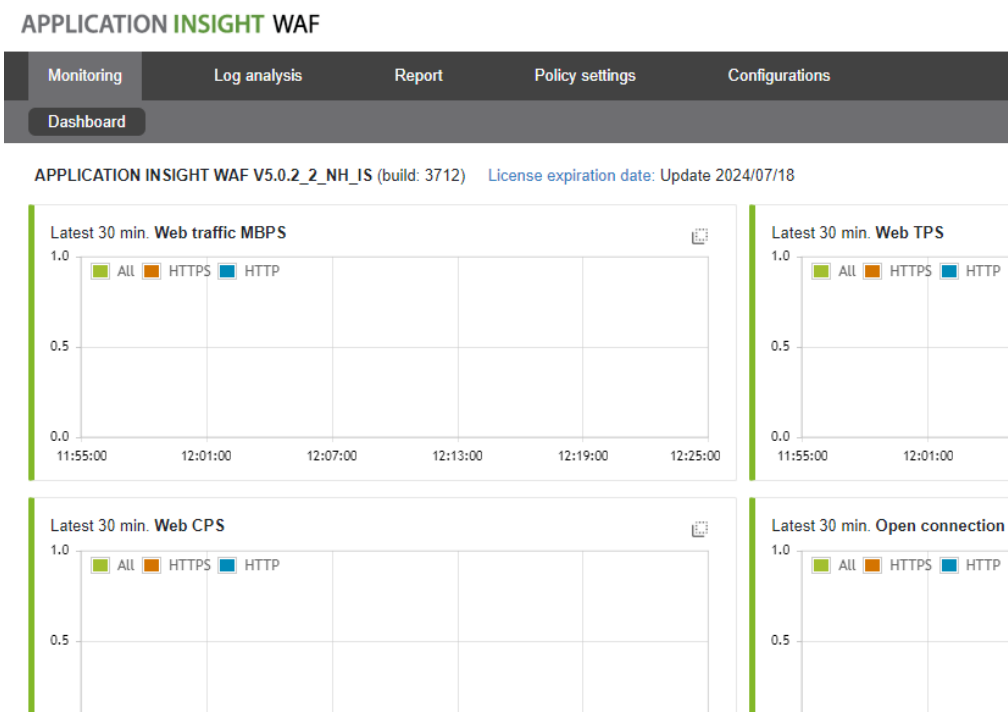 APPLICATION INSIGHT WAF
Monitoring Log analysis Report Policy settings Configurations
Dashboard
APPLICATION INSIGHT WAF V5.0.2_2_NH_IS (build: 3712) License expiration date: Update 2024/07/18
Latest 30 min. Web traffic MBPS
1.0
All HTTPS HTTP
0.5
0.0
11:55:00 12:01:00 12:07:00 12:13:00 12:19:00 12:25:00
Latest 30 min. Web TPS
1.0
All HTTPS HTTP
0.5
0.0
11:55:00 12:01:00
Latest 30 min. Web CPS
1.0
All HTTPS HTTP
0.5
Latest 30 min. Open connection
1.0
All HTTPS HTTP
0.5